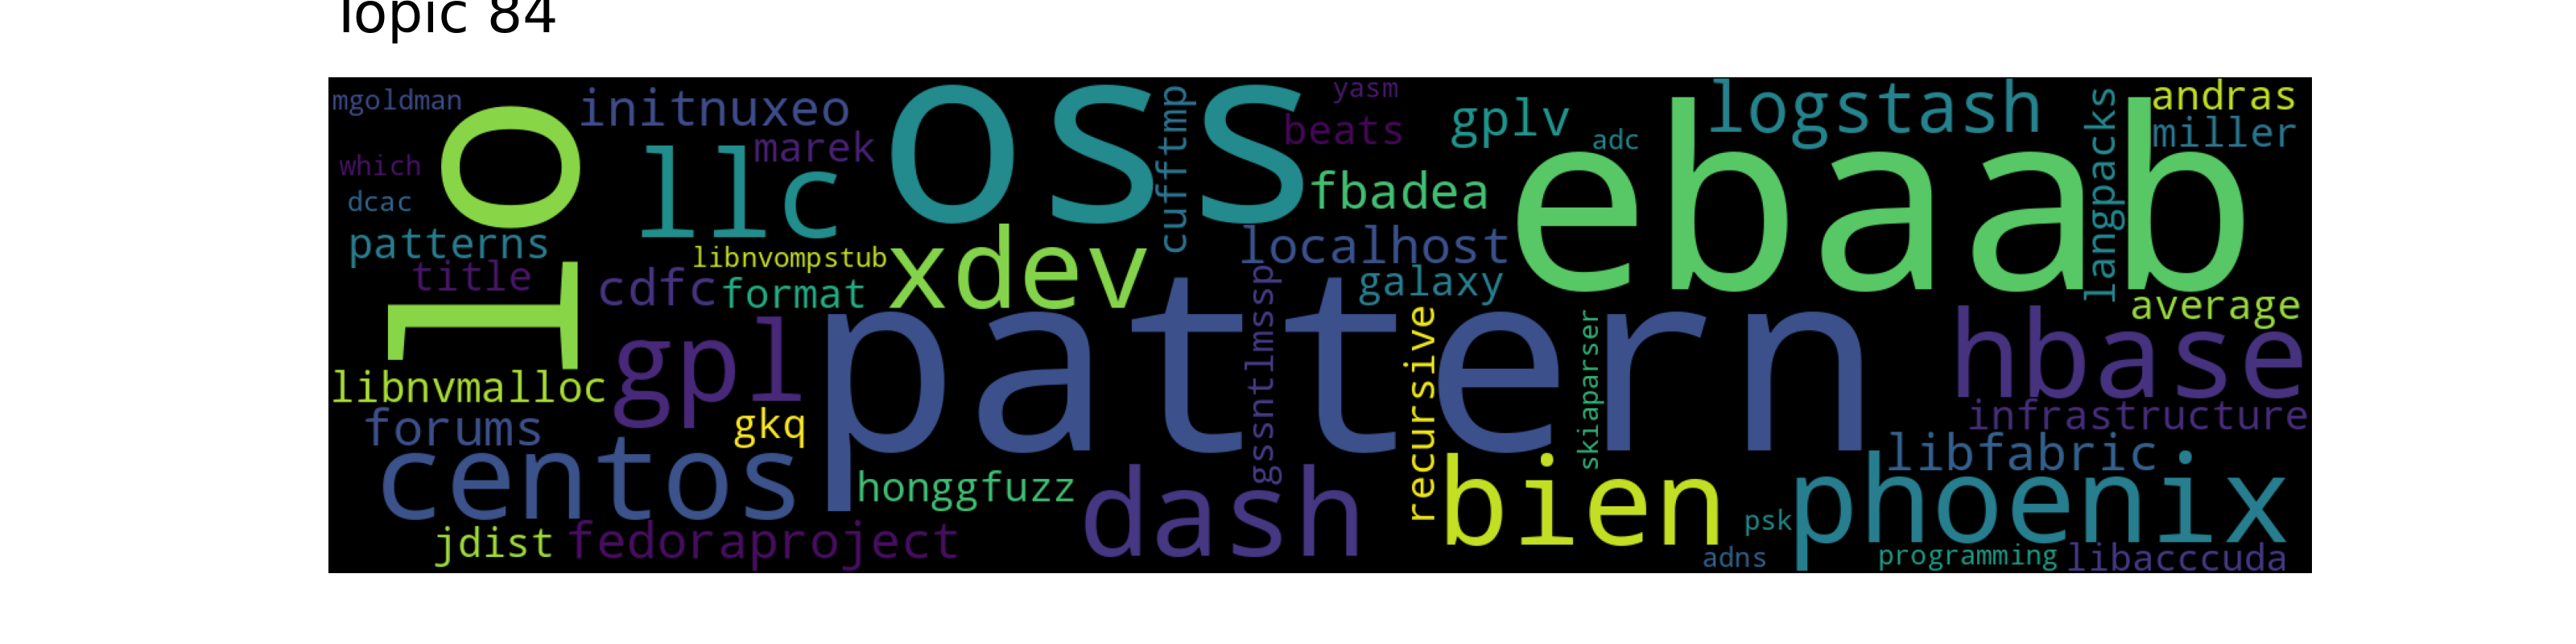 Topic 84
mgoldman
initnuxeo
oss
cufftmp
yasm
beats
gplv
adc
logstash
langpacks
andras
miller
which
lo
llc
marek
fbadea
ebaab
dcac
patterns
title
libnvompstub
xdev
localhost
galaxy
cdfc
format
average
libnvmalloc
gpl
pattern
gssntlmssp
recursive
skiaparser
hbase
infrastructure
forums
gkq
centos
honggfuzz
dash
bien
libfabric
phoenix
psk
jdist
fedoraproject
adns
programming
libacccuda